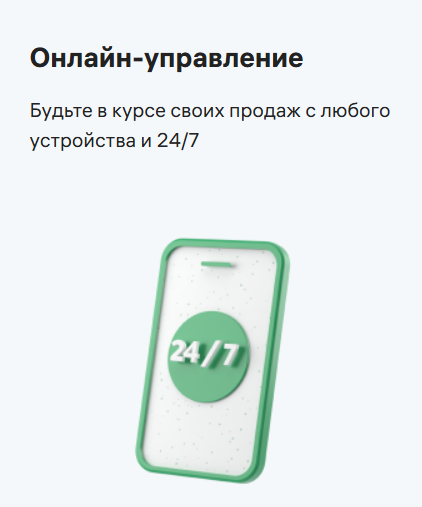 Онлайн-управление
Будьте в курсе своих продаж с любого
устройства и 24/7
24/7